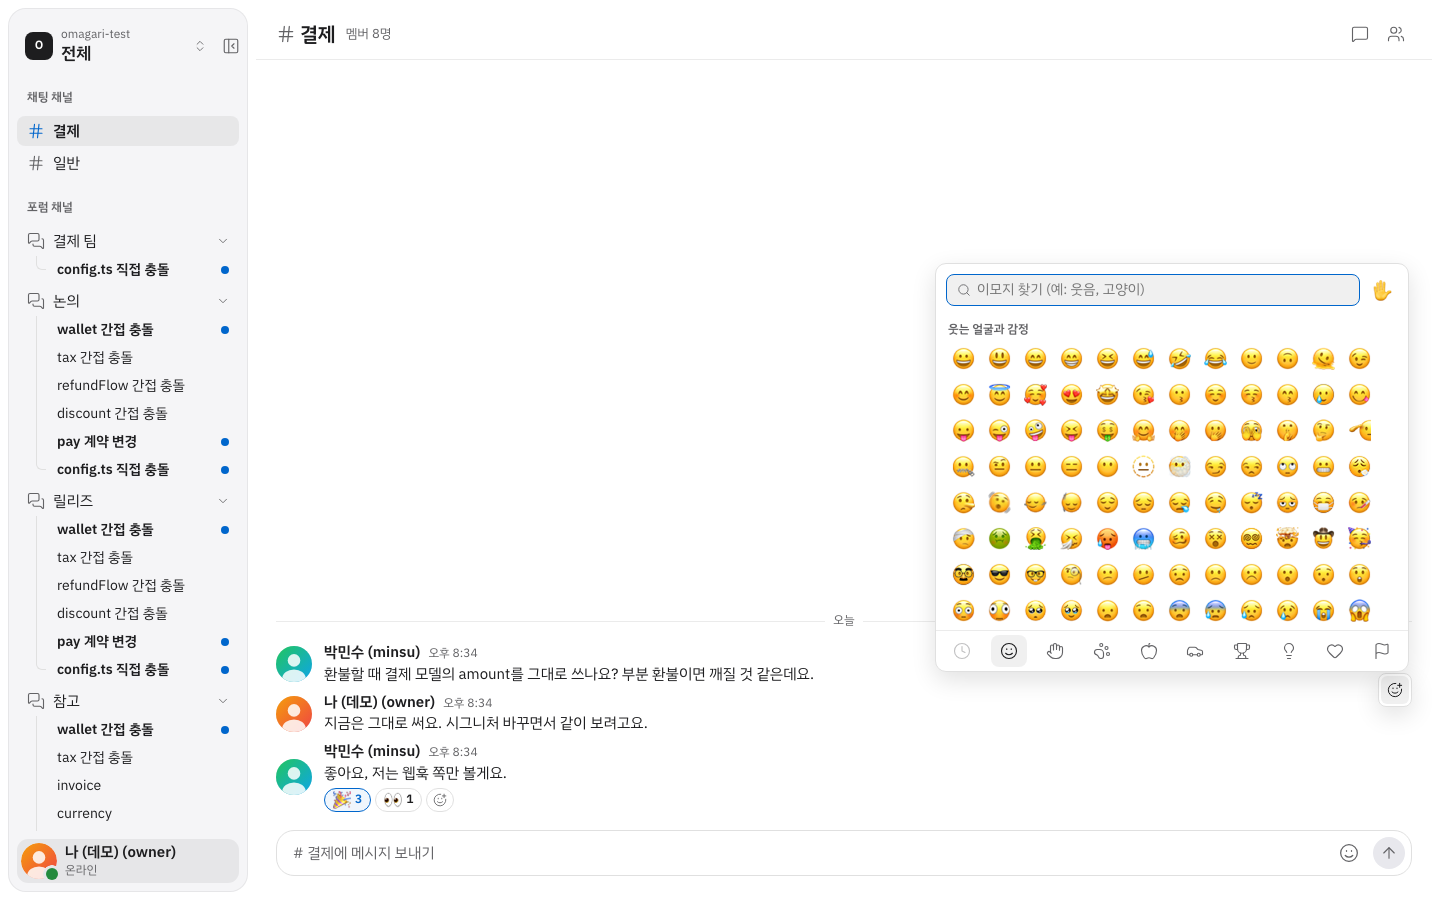 O
omagari-test
전체
채팅 채널
결제
일반
포럼 채널
결제 팀
config.ts 직접 충돌
논의
wallet 간접 충돌
tax 간접 충돌
refundFlow 간접 충돌
discount 간접 충돌
pay 계약 변경
config.ts 직접 충돌
릴리즈
wallet 간접 충돌
tax 간접 충돌
refundFlow 간접 충돌
discount 간접 충돌
pay 계약 변경
config.ts 직접 충돌
참고
wallet 간접 충돌
tax 간접 충돌
invoice
currency
나 (데모) (owner)
온라인
# 결제 멤버 8명
이모지 찾기 (예: 웃음, 고양이)
웃는 얼굴과 감정
오늘
박민수 (minsu) 오후 8:34
환불할 때 결제 모델의 amount를 그대로 쓰나요? 부분 환불이면 깨질 것 같은데요.
나 (데모) (owner) 오후 8:34
지금은 그대로 써요. 시그니처 바꾸면서 같이 보려고요.
박민수 (minsu) 오후 8:34
좋아요, 저는 웹훅 쪽만 볼게요.
3 1
# 결제에 메시지 보내기